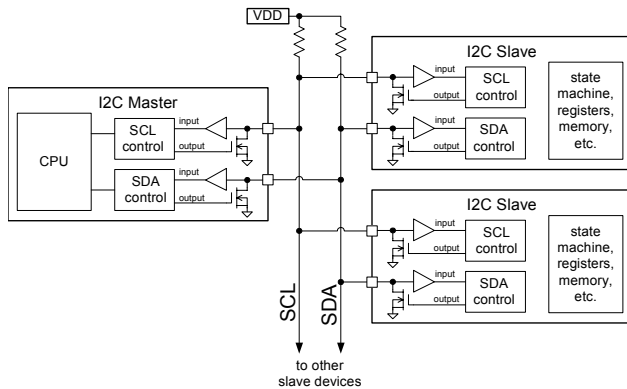 VDD
I2C Master
CPU
SCL
control
input
output
SDA
control
input
output
I2C Slave
input
SCL
control
output
input
SDA
control
output
state
machine,
registers,
memory,
etc.
I2C Slave
input
SCL
control
output
input
SDA
control
output
state
machine,
registers,
memory,
etc.
SCL
SDA
to other
slave devices